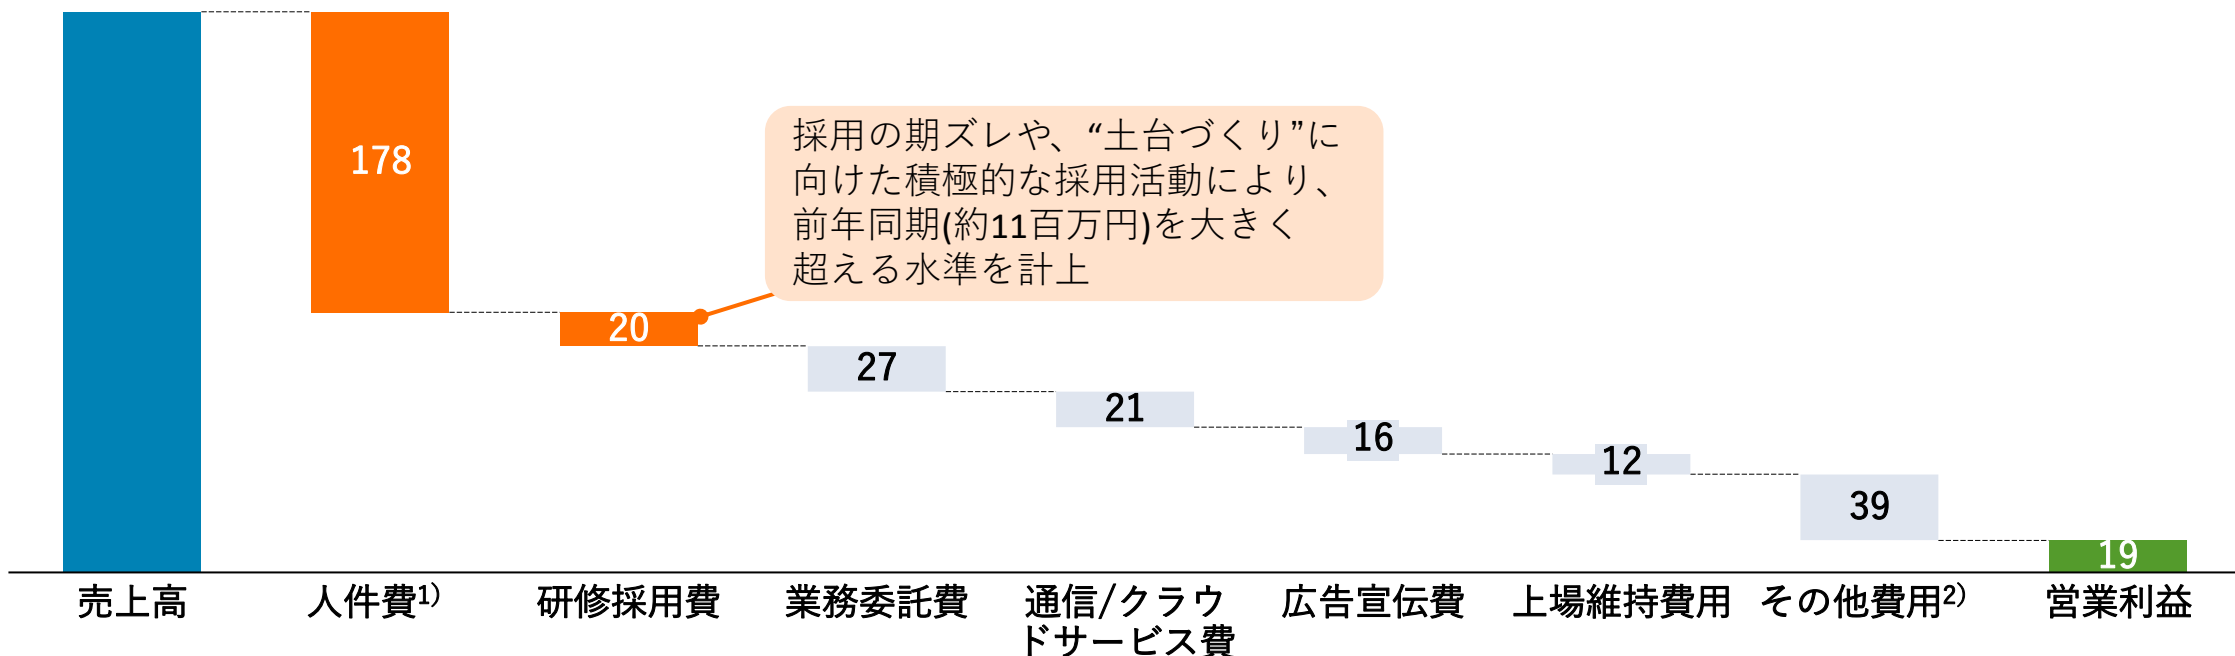 178
採用の期ズレや、“土台づくり”に
向けた積極的な採用活動により、
前年同期(約11百万円)を大きく
超える水準を計上
20
27
21
16
12
39
19
売上高
人件費1)
研修採用費
業務委託費
通信/クラウ
ドサービス費
広告宣伝費
上場維持費用
その他費用2)
営業利益